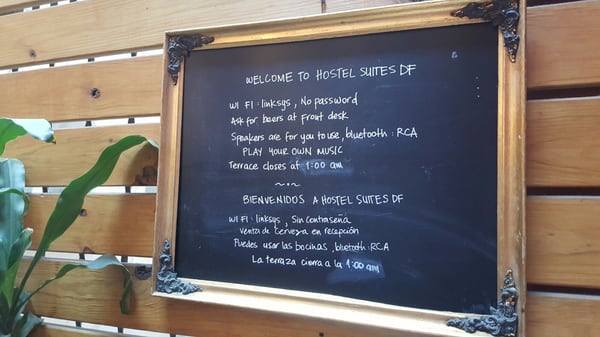 WELCOME TO HOSTEL SUITES DF
WI FI: linksys, No password
Ask for beers at Front desk
Speakers are for you to use, bluetooth: RCA
PLAY YOUR OWN MUSIC
Terrace closes at 1:00 am
BIENVENIDOS A HOSTEL SUITES DF
WI FI: linksys, Sin contraseña
Venta de cerveza en recepción
Puedes usar las bocinas, bluetooth: RCA
La terraza cierra a la 1:00 am